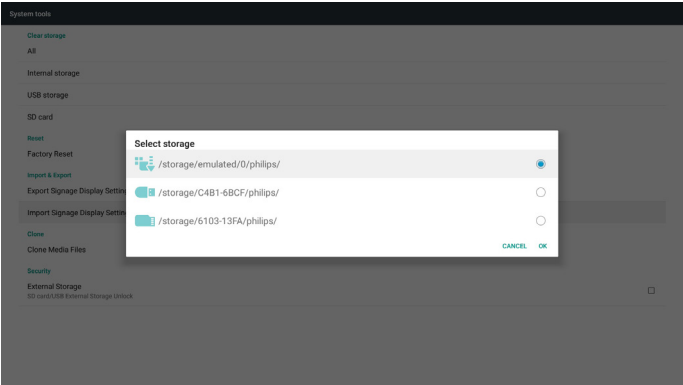 System tools
Clear storage
All
Internal storage
USB storage
SD card
Reset
Factory Reset
Import & Export
Export Signage Display Settin
Import Signage Display Settin
Clone
Clone Media Files
Security
External Storage
SD card/USB External Storage Unlock
Select storage
/storage/emulated/0/philips/
/storage/C4B1-6BCF/philips/
/storage/6103-13FA/philips/
CANCEL OK